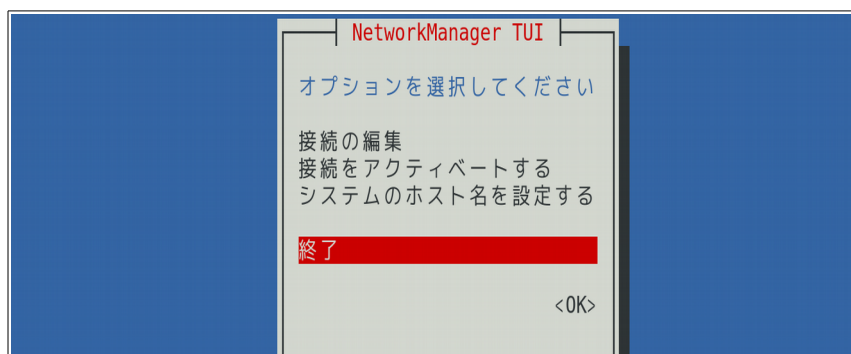 NetworkManager TUI
オプションを選択してください
接続の編集
接続をアクティベートする
システムのホスト名を設定する
終了
<OK>